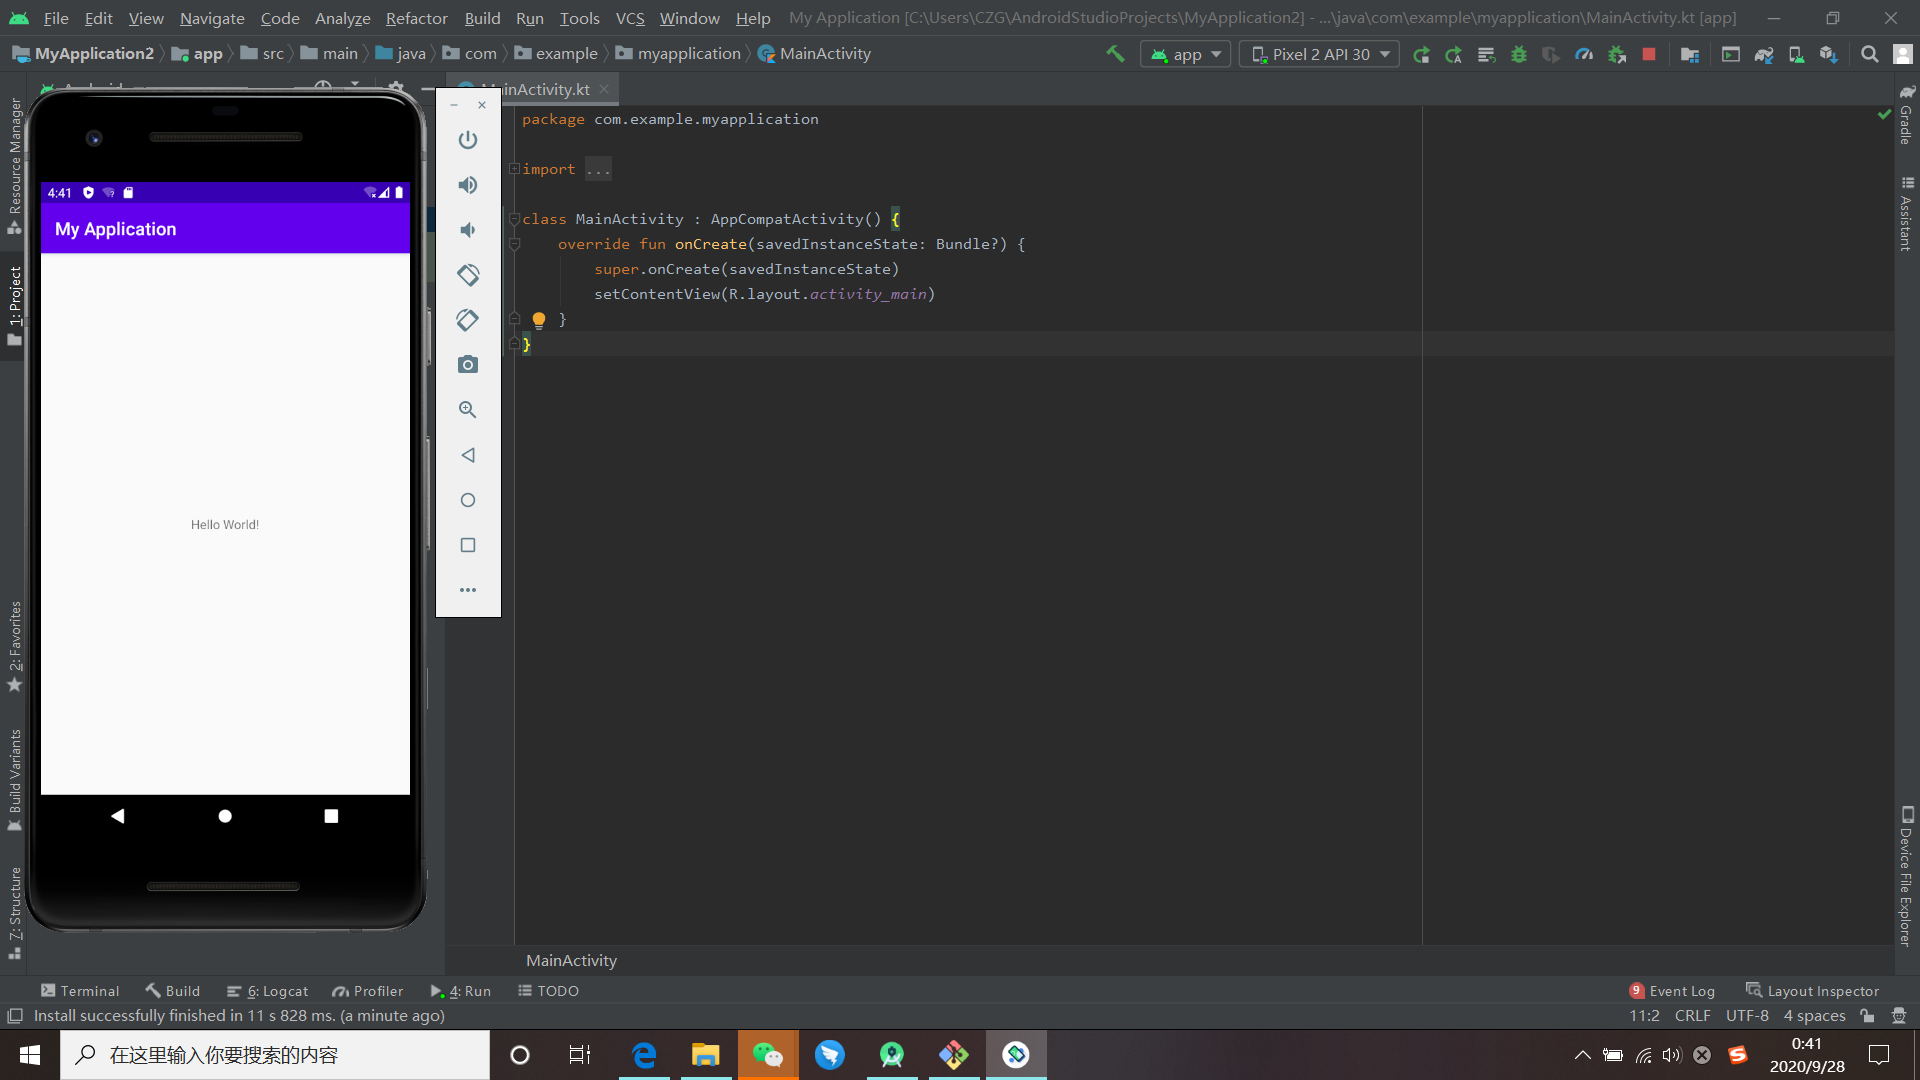 File Edit View Navigate Code Analyze Refactor Build Run Tools VCS Window Help My Application [C:\Users\CZG\AndroidStudioProjects\MyApplication2] - ...\java\com\example\myapplication\MainActivity.kt [app]
MyApplication2 app src main java com example myapplication MainActivity app Pixel 2 API 30
inActivity.kt
package com.example.myapplication
import ...
class MainActivity : AppCompatActivity() {
override fun onCreate(savedInstanceState: Bundle?) {
super.onCreate(savedInstanceState)
setContentView(R.layout.activity_main)
}
}
4:41
My Application
Hello World!
Resource Manager
1: Project
2: Favorites
Build Variants
7: Structure
Gradle
Assistant
Device File Explorer
MainActivity
Terminal Build 6: Logcat Profiler 4: Run TODO 9 Event Log Layout Inspector
Install successfully finished in 11 s 828 ms. (a minute ago) 11:2 CRLF UTF-8 4 spaces
在这里输入你要搜索的内容
0:41
2020/9/28